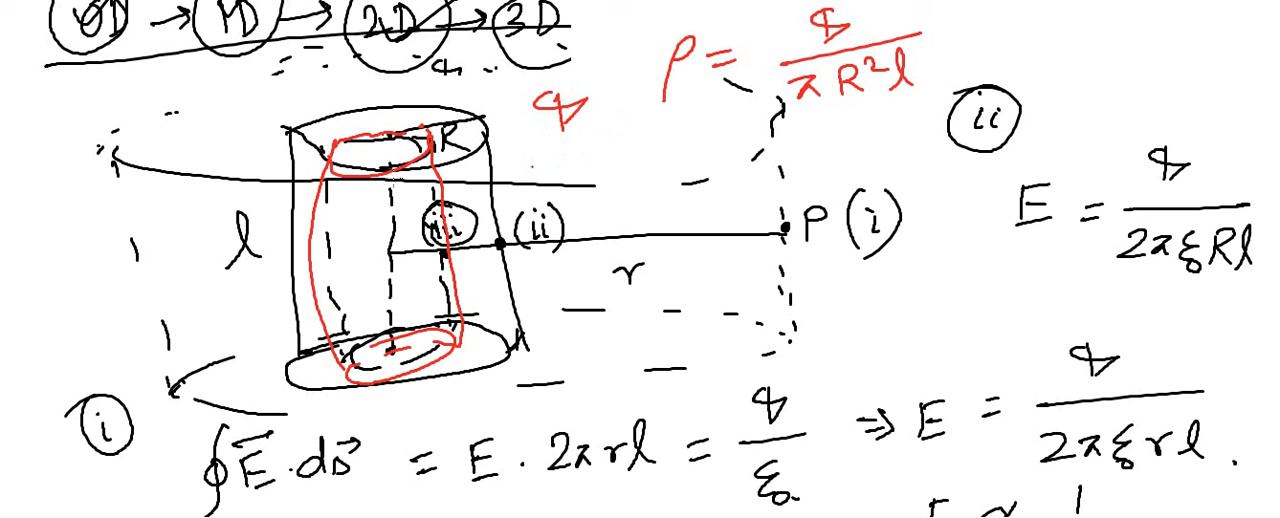 0D → 1D → 2D → 3D
q
ρ = q / πR²l
(ii)
R
E = q / 2πε₀Rl
l
(iii) (ii)
P (i)
r
(i)
∮E⃗.ds⃗ = E. 2πrl = q/ε₀ ⇒ E = q / 2πε₀rl.